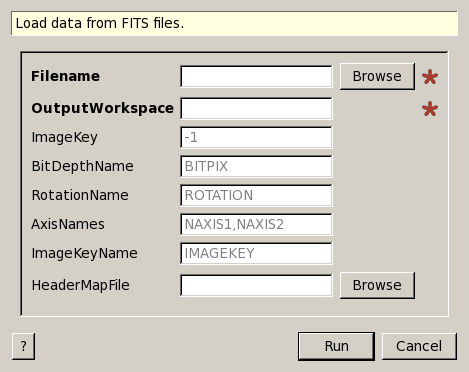 Load data from FITS files.
Filename Browse *
OutputWorkspace *
ImageKey -1
BitDepthName BITPIX
RotationName ROTATION
AxisNames NAXIS1,NAXIS2
ImageKeyName IMAGEKEY
HeaderMapFile Browse
? Run Cancel